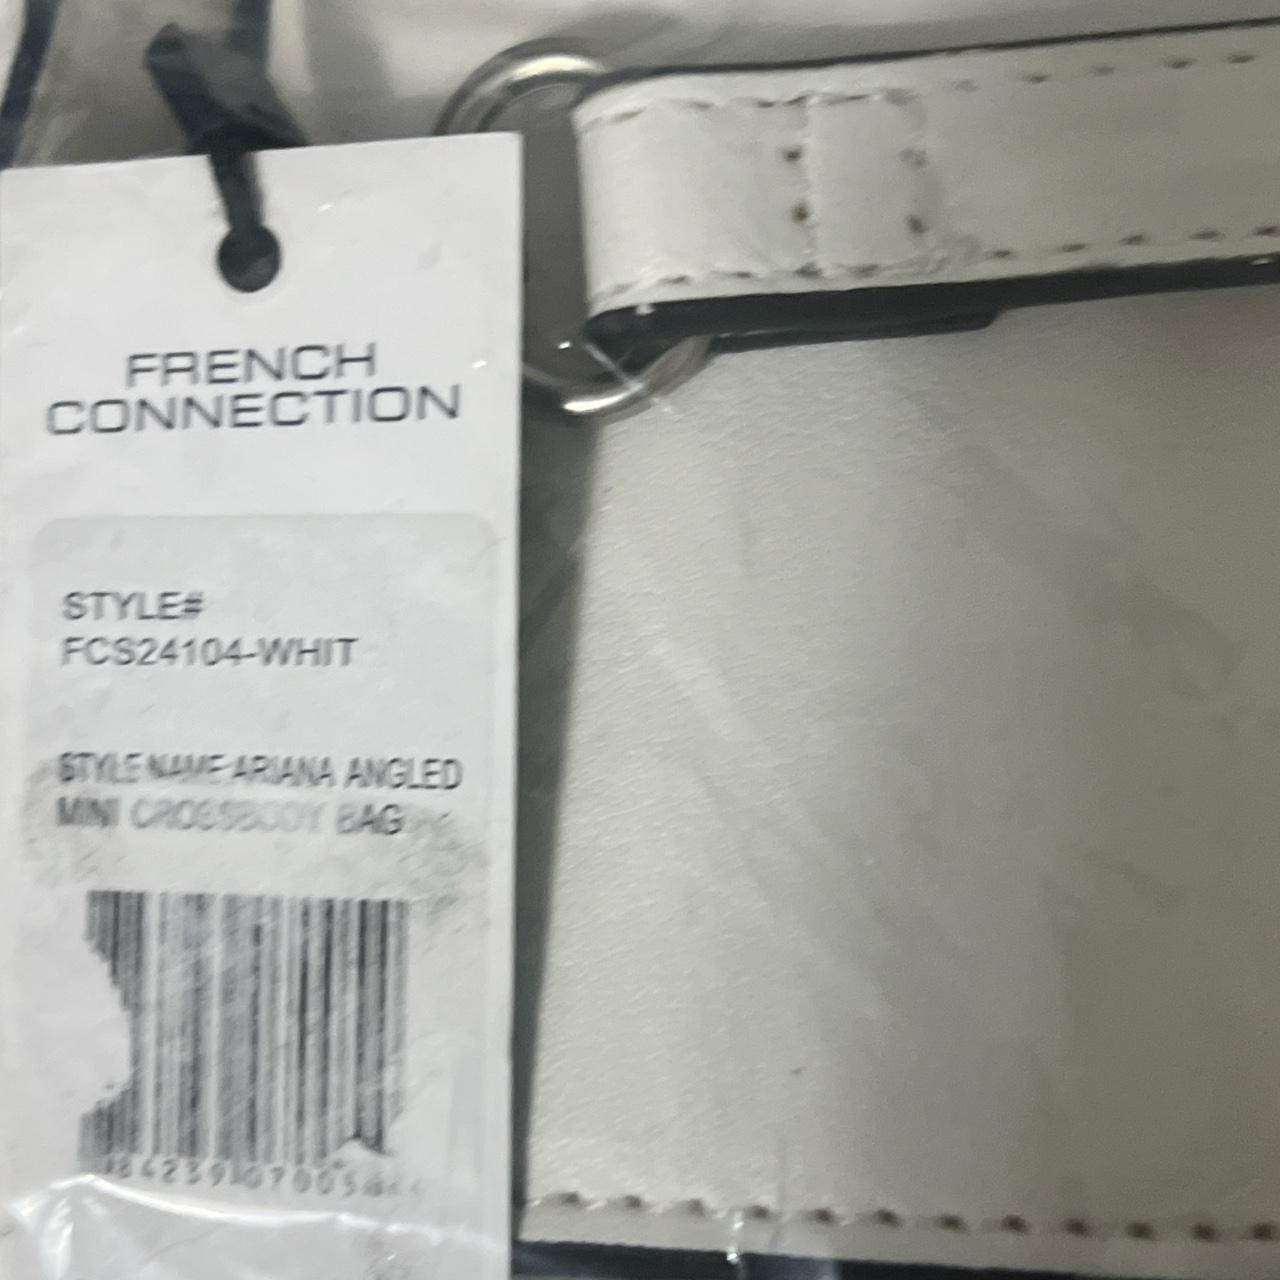 FRENCH
CONNECTION
STYLE#
FCS24104-WHIT
STYLE NAME ARIANA ANGLED
MINI CROSSBODY BAG